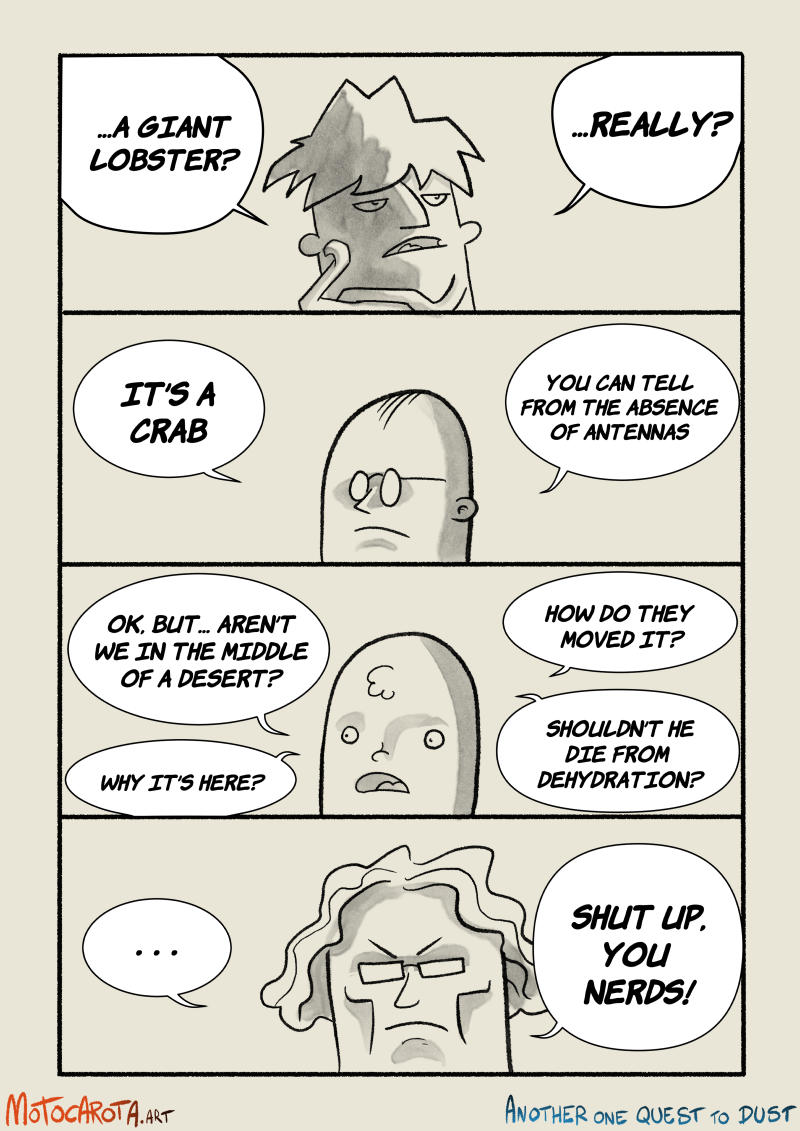 ...A GIANT
LOBSTER?
...REALLY?
IT'S A
CRAB
YOU CAN TELL
FROM THE ABSENCE
OF ANTENNAS
OK, BUT... AREN'T
WE IN THE MIDDLE
OF A DESERT?
WHY IT'S HERE?
HOW DO THEY
MOVED IT?
SHOULDN'T HE
DIE FROM
DEHYDRATION?
...
SHUT UP,
YOU
NERDS!
MOTOCAROTA.ART
ANOTHER ONE QUEST TO DUST